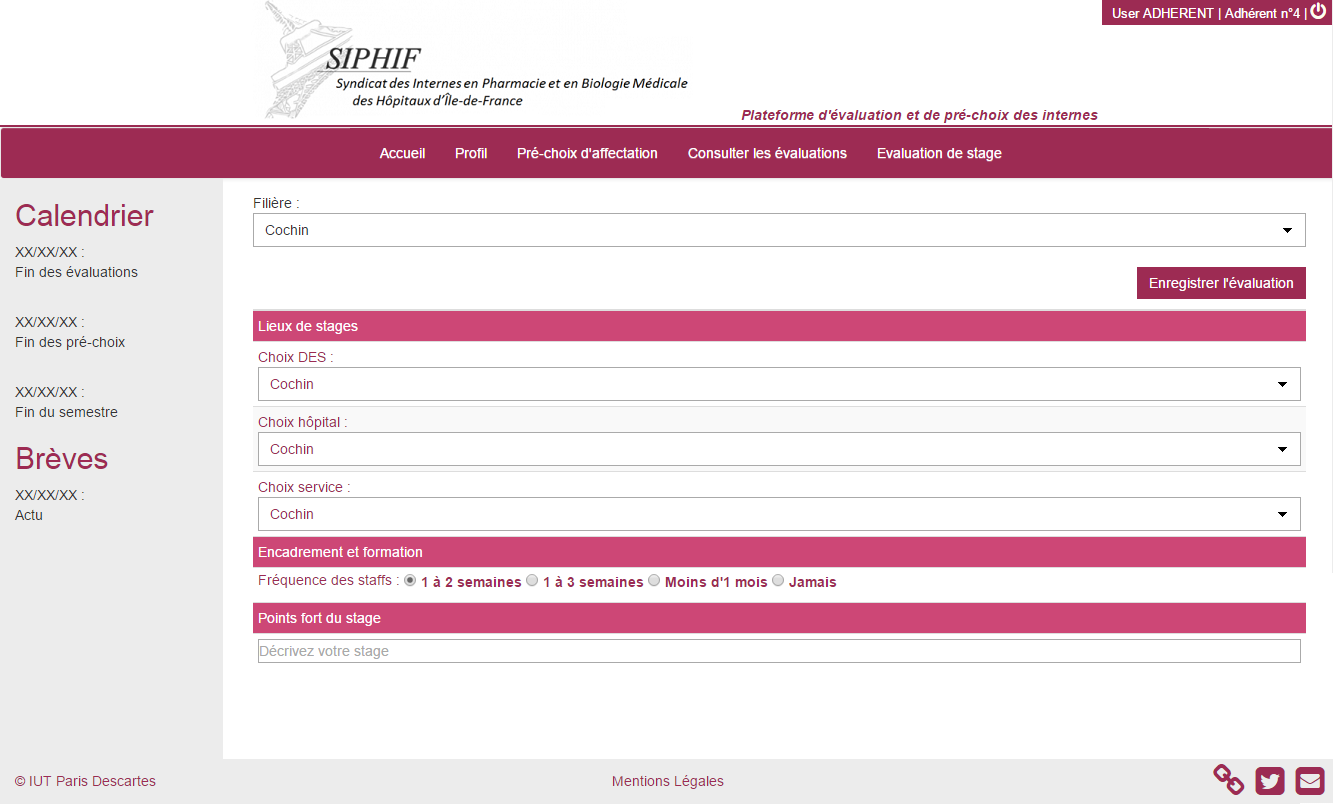 User ADHERENT | Adhérent n°4 |
SIPHIF
Syndicat des Internes en Pharmacie et en Biologie Médicale
des Hôpitaux d'Île-de-France
Plateforme d'évaluation et de pré-choix des internes
Accueil Profil Pré-choix d'affectation Consulter les évaluations Evaluation de stage
Calendrier
XX/XX/XX :
Fin des évaluations
XX/XX/XX :
Fin des pré-choix
XX/XX/XX :
Fin du semestre
Brèves
XX/XX/XX :
Actu
Filière :
Cochin
Enregistrer l'évaluation
Lieux de stages
Choix DES :
Cochin
Choix hôpital :
Cochin
Choix service :
Cochin
Encadrement et formation
Fréquence des staffs : 1 à 2 semaines 1 à 3 semaines Moins d'1 mois Jamais
Points fort du stage
Décrivez votre stage
© IUT Paris Descartes Mentions Légales